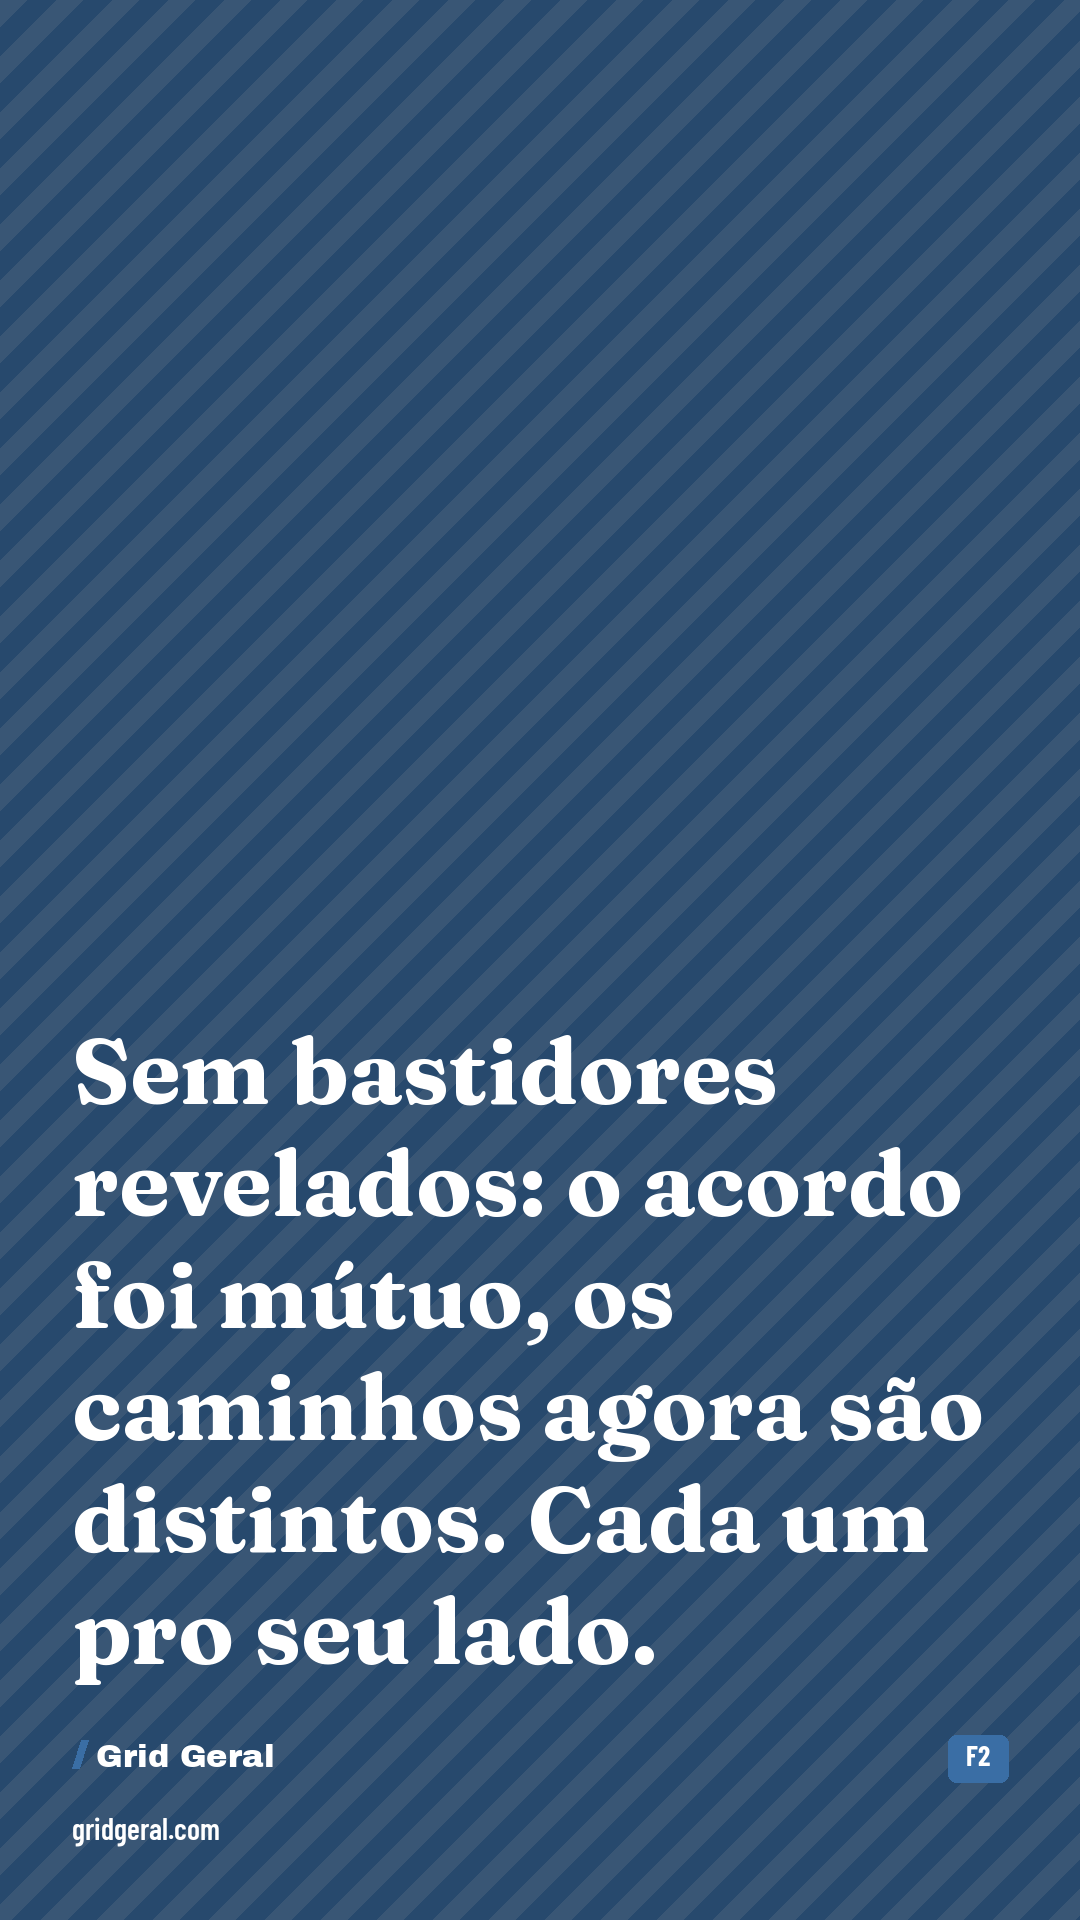 Sem bastidores
revelados: o acordo
foi mútuo, os
caminhos agora são
distintos. Cada um
pro seu lado.
Grid Geral
F2
gridgeral.com